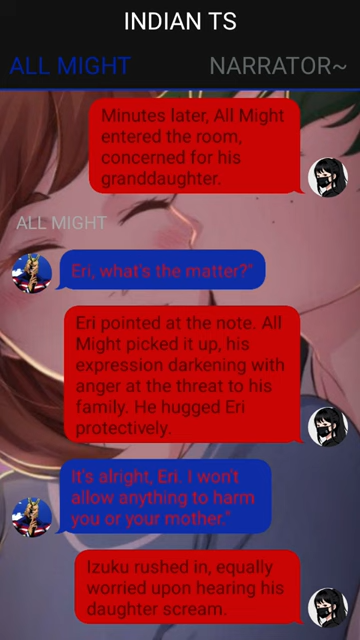 INDIAN TS
ALL MIGHT NARRATOR~
Minutes later, All Might
entered the room,
concerned for his
granddaughter.
ALL MIGHT
Eri, what's the matter?"
Eri pointed at the note. All
Might picked it up, his
expression darkening with
anger at the threat to his
family. He hugged Eri
protectively.
It's alright, Eri. I won't
allow anything to harm
you or your mother."
Izuku rushed in, equally
worried upon hearing his
daughter scream.